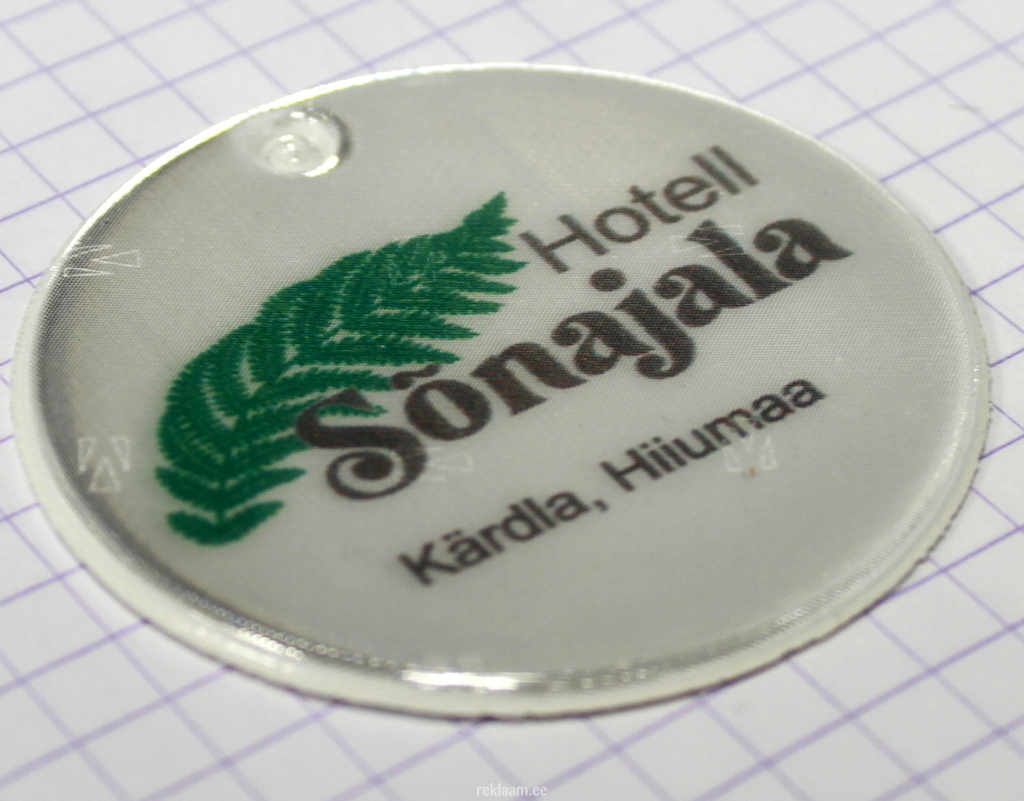 Hotell
Sõnajala
Kärdla, Hiiumaa
reklaam.ee